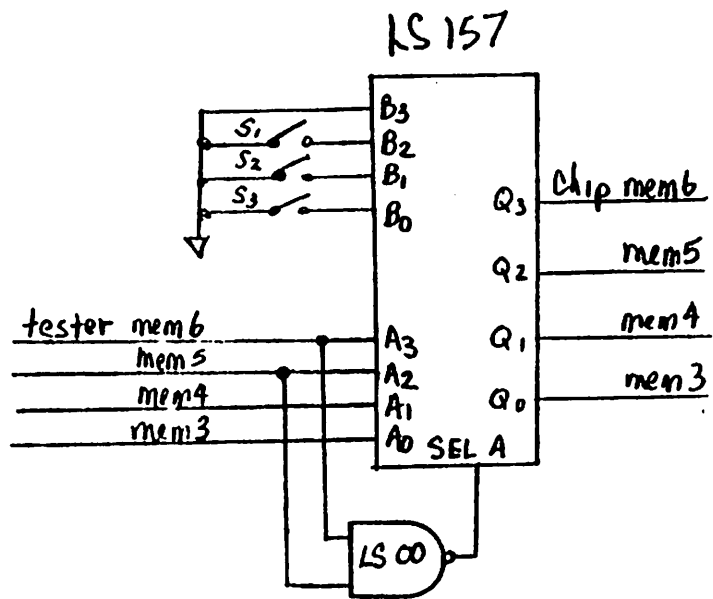 LS 157
B3
S1
B2
S2
B1
S3
B0
Q3
Chip mem6
Q2
mem5
tester mem6
A3
Q1
mem4
mem5
A2
mem4
A1
Q0
mem3
mem3
A0
SEL A
LS 00